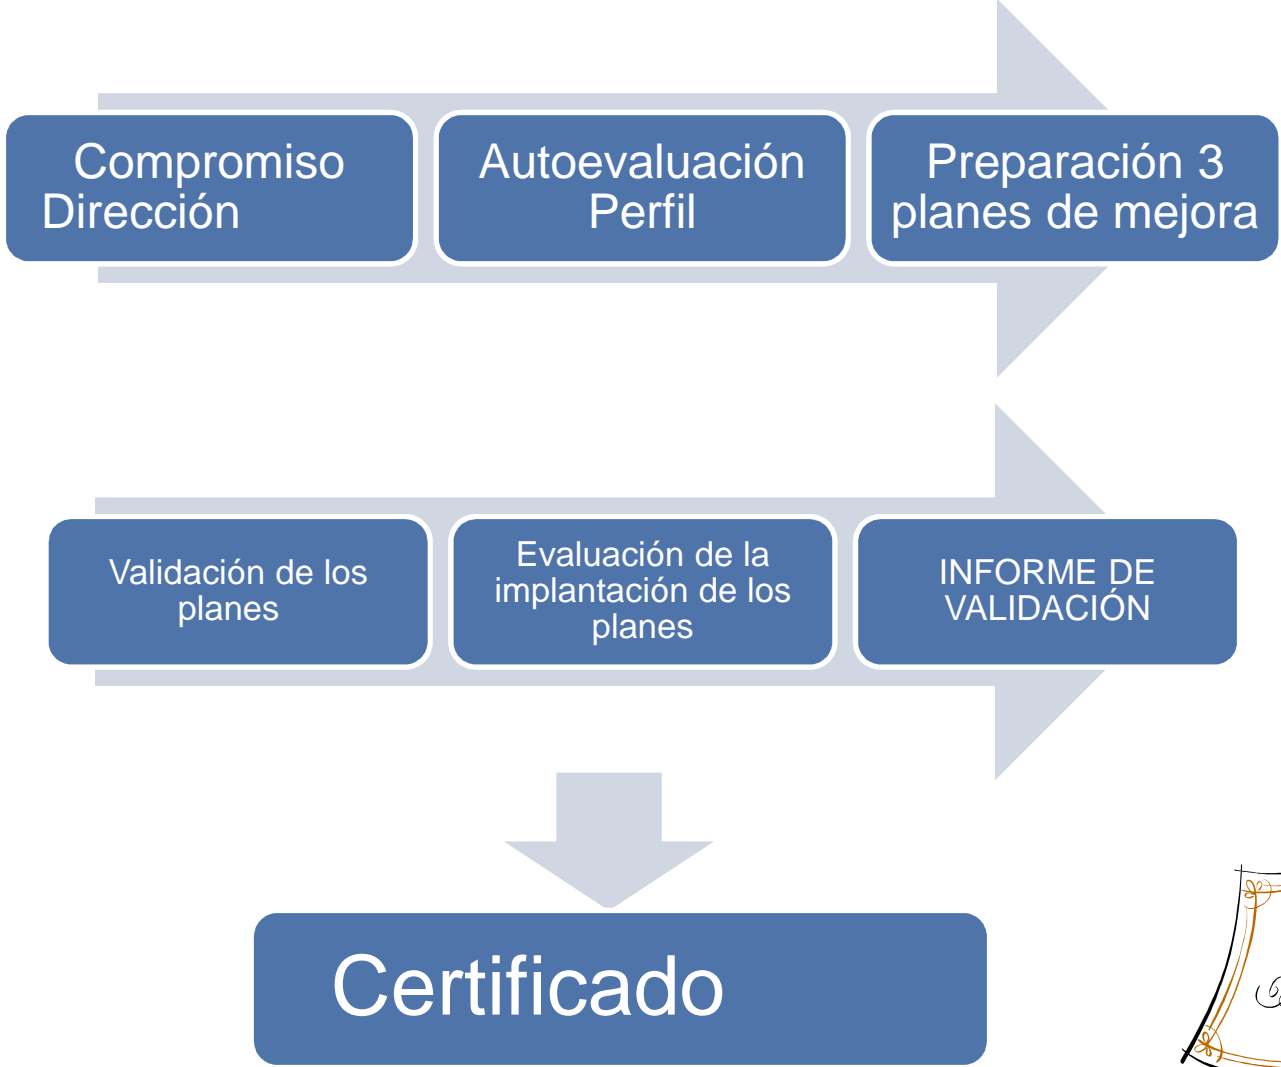 Compromiso
Dirección
Autoevaluación
Perfil
Preparación 3
planes de mejora
Validación de los
planes
Evaluación de la
implantación de los
planes
INFORME DE
VALIDACIÓN
Certificado